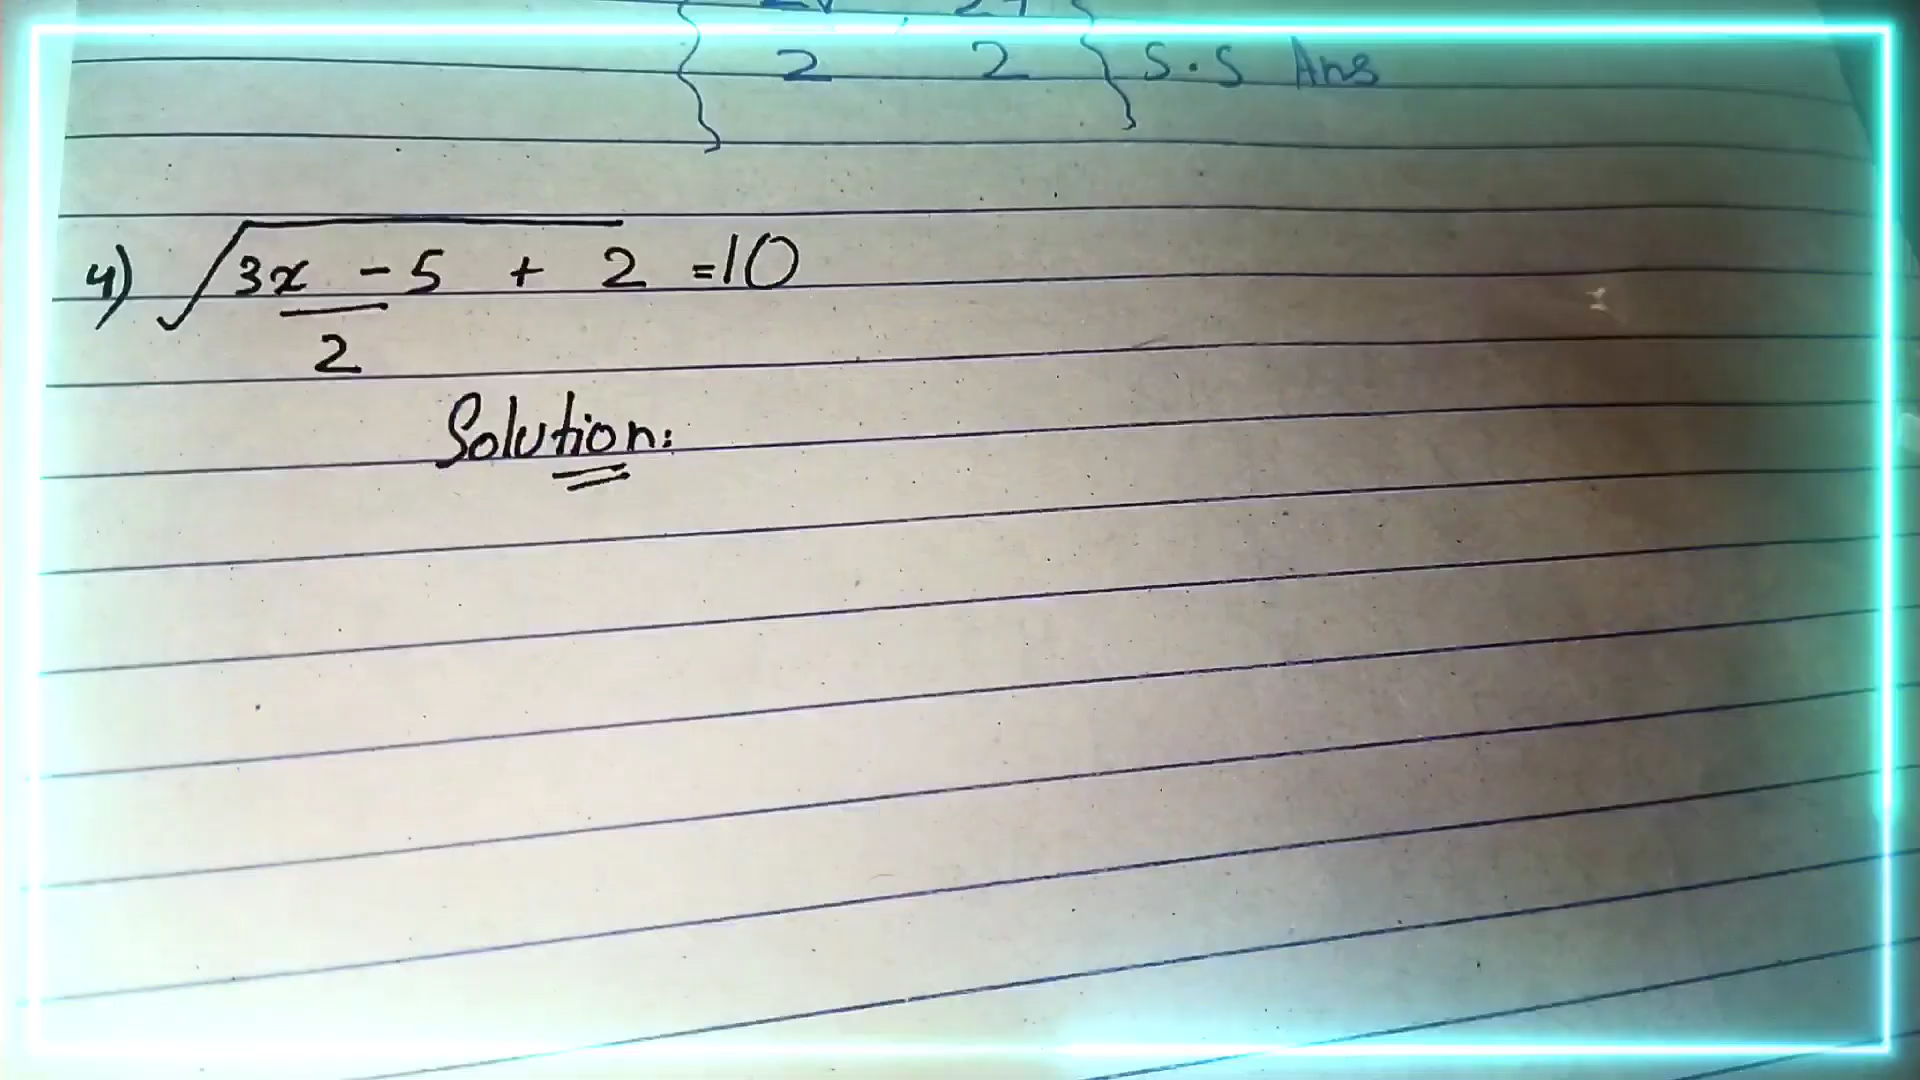 2 2 S.S Ans
4) √3x - 5 + 2 = 10
2
Solution: